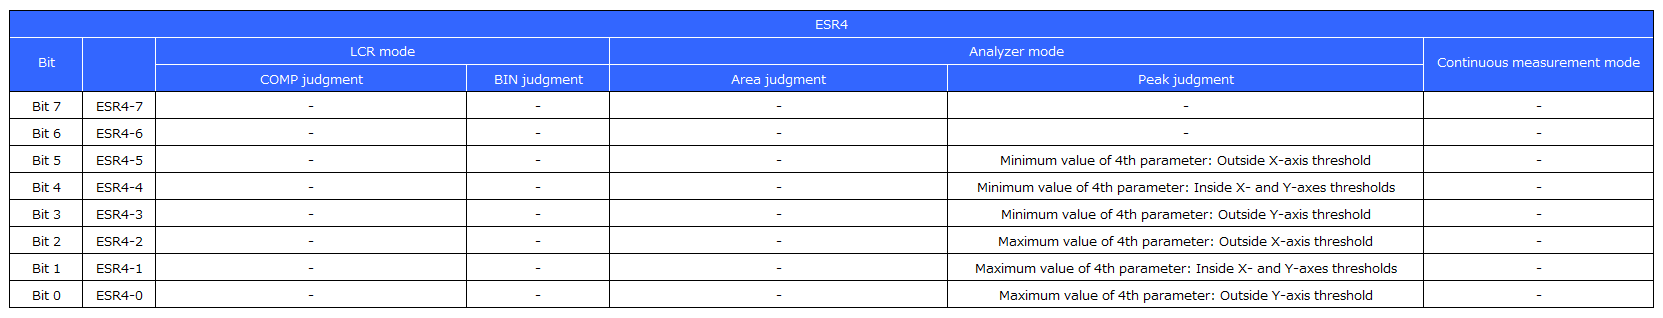 ESR4
Bit LCR mode Analyzer mode Continuous measurement mode
COMP judgment BIN judgment Area judgment Peak judgment
Bit 7 ESR4-7 - - - - -
Bit 6 ESR4-6 - - - - -
Bit 5 ESR4-5 - - - Minimum value of 4th parameter: Outside X-axis threshold -
Bit 4 ESR4-4 - - - Minimum value of 4th parameter: Inside X- and Y-axes thresholds -
Bit 3 ESR4-3 - - - Minimum value of 4th parameter: Outside Y-axis threshold -
Bit 2 ESR4-2 - - - Maximum value of 4th parameter: Outside X-axis threshold -
Bit 1 ESR4-1 - - - Maximum value of 4th parameter: Inside X- and Y-axes thresholds -
Bit 0 ESR4-0 - - - Maximum value of 4th parameter: Outside Y-axis threshold -